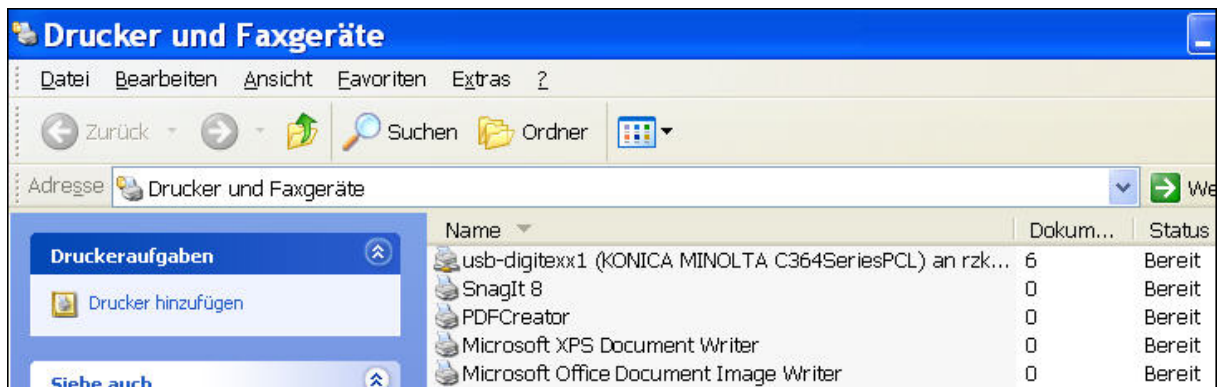 Drucker und Faxgeräte
Datei Bearbeiten Ansicht Favoriten Extras ?
Zurück Suchen Ordner
Adresse Drucker und Faxgeräte We
Name Dokum... Status
Druckeraufgaben
Drucker hinzufügen
Siehe auch
usb-digitexx1 (KONICA MINOLTA C364SeriesPCL) an rzk... 6 Bereit
SnagIt 8 0 Bereit
PDFCreator 0 Bereit
Microsoft XPS Document Writer 0 Bereit
Microsoft Office Document Image Writer 0 Bereit